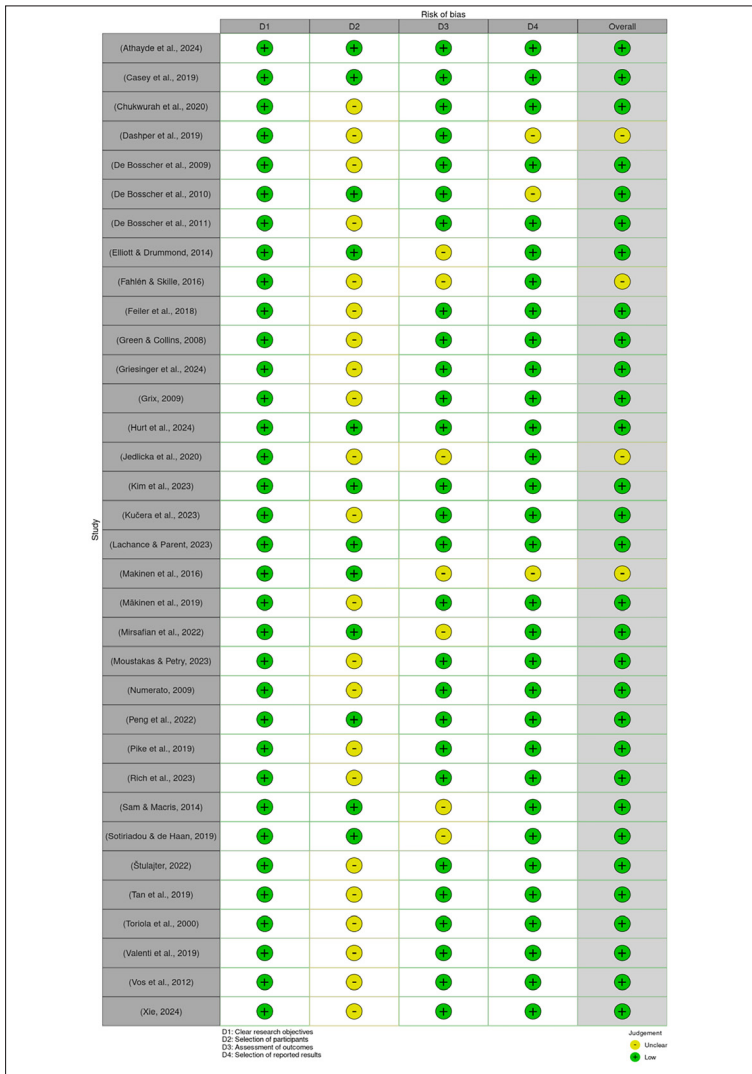 Risk of bias
D1 D2 D3 D4 Overall
Study
(Athayde et al., 2024) + + + + +
(Casey et al., 2019) + + + + +
(Chukwurah et al., 2020) + - + + +
(Dashper et al., 2019) + - + - -
(De Bosscher et al., 2009) + - + + +
(De Bosscher et al., 2010) + + + - +
(De Bosscher et al., 2011) + - + + +
(Elliott & Drummond, 2014) + + - + +
(Fahlén & Skille, 2016) + - - + -
(Feiler et al., 2018) + - + + +
(Green & Collins, 2008) + - + + +
(Griesinger et al., 2024) + - + + +
(Grix, 2009) + - + + +
(Hurt et al., 2024) + + + + +
(Jedlicka et al., 2020) + - - + -
(Kim et al., 2023) + + + + +
(Kučera et al., 2023) + - + + +
(Lachance & Parent, 2023) + + + + +
(Makinen et al., 2016) + + - - -
(Mäkinen et al., 2019) + - + + +
(Mirsafian et al., 2022) + + - + +
(Moustakas & Petry, 2023) + - + + +
(Numerato, 2009) + - + + +
(Peng et al., 2022) + + + + +
(Pike et al., 2019) + - + + +
(Rich et al., 2023) + - + + +
(Sam & Macris, 2014) + + - + +
(Sotiriadou & de Haan, 2019) + + - + +
(Štulajter, 2022) + - + + +
(Tan et al., 2019) + - + + +
(Toriola et al., 2000) + - + + +
(Valenti et al., 2019) + - + + +
(Vos et al., 2012) + - + + +
(Xie, 2024) + - + + +
D1: Clear research objectives
D2: Selection of participants
D3: Assessment of outcomes
D4: Selection of reported results
Judgement
- Unclear
+ Low